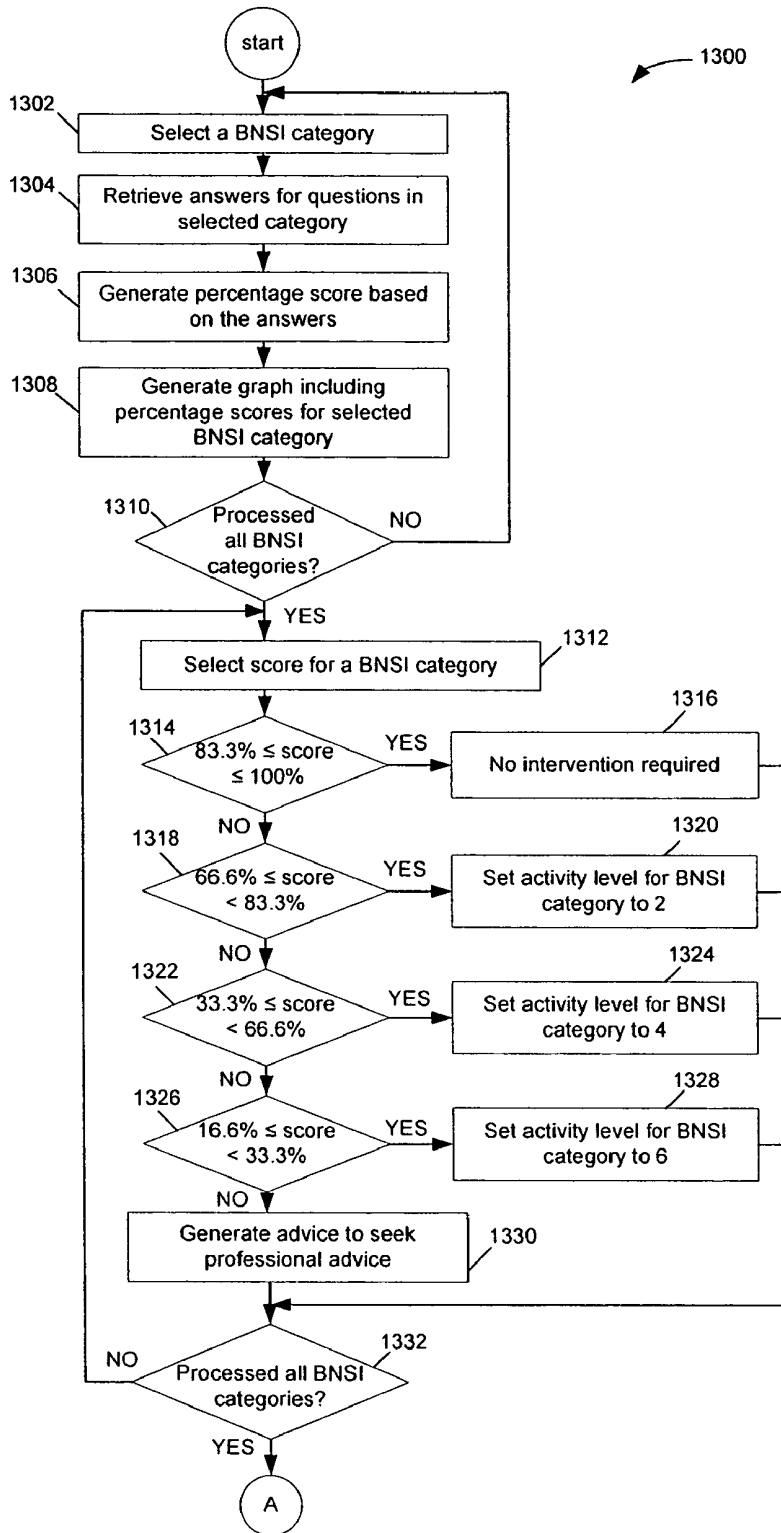 start
1300
1302
Select a BNSI category
1304
Retrieve answers for questions in
selected category
1306
Generate percentage score based
on the answers
1308
Generate graph including
percentage scores for selected
BNSI category
1310
Processed
all BNSI
categories?
NO
YES
1312
Select score for a BNSI category
1314
83.3% ≤ score
≤ 100%
YES
1316
No intervention required
NO
1318
66.6% ≤ score
< 83.3%
YES
1320
Set activity level for BNSI
category to 2
NO
1322
33.3% ≤ score
< 66.6%
YES
1324
Set activity level for BNSI
category to 4
NO
1326
16.6% ≤ score
< 33.3%
YES
1328
Set activity level for BNSI
category to 6
NO
Generate advice to seek
professional advice
1330
1332
NO
Processed all BNSI
categories?
YES
A